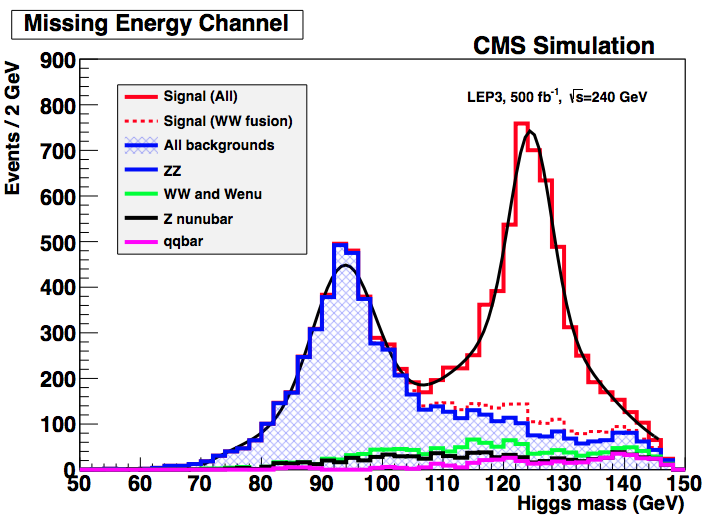 Missing Energy Channel
CMS Simulation
LEP3, 500 fb-1, √s=240 GeV
Signal (All)
Signal (WW fusion)
All backgrounds
ZZ
WW and Wenu
Z nunubar
qqbar
Events / 2 GeV
900
800
700
600
500
400
300
200
100
0
50 60 70 80 90 100 110 120 130 140 150
Higgs mass (GeV)